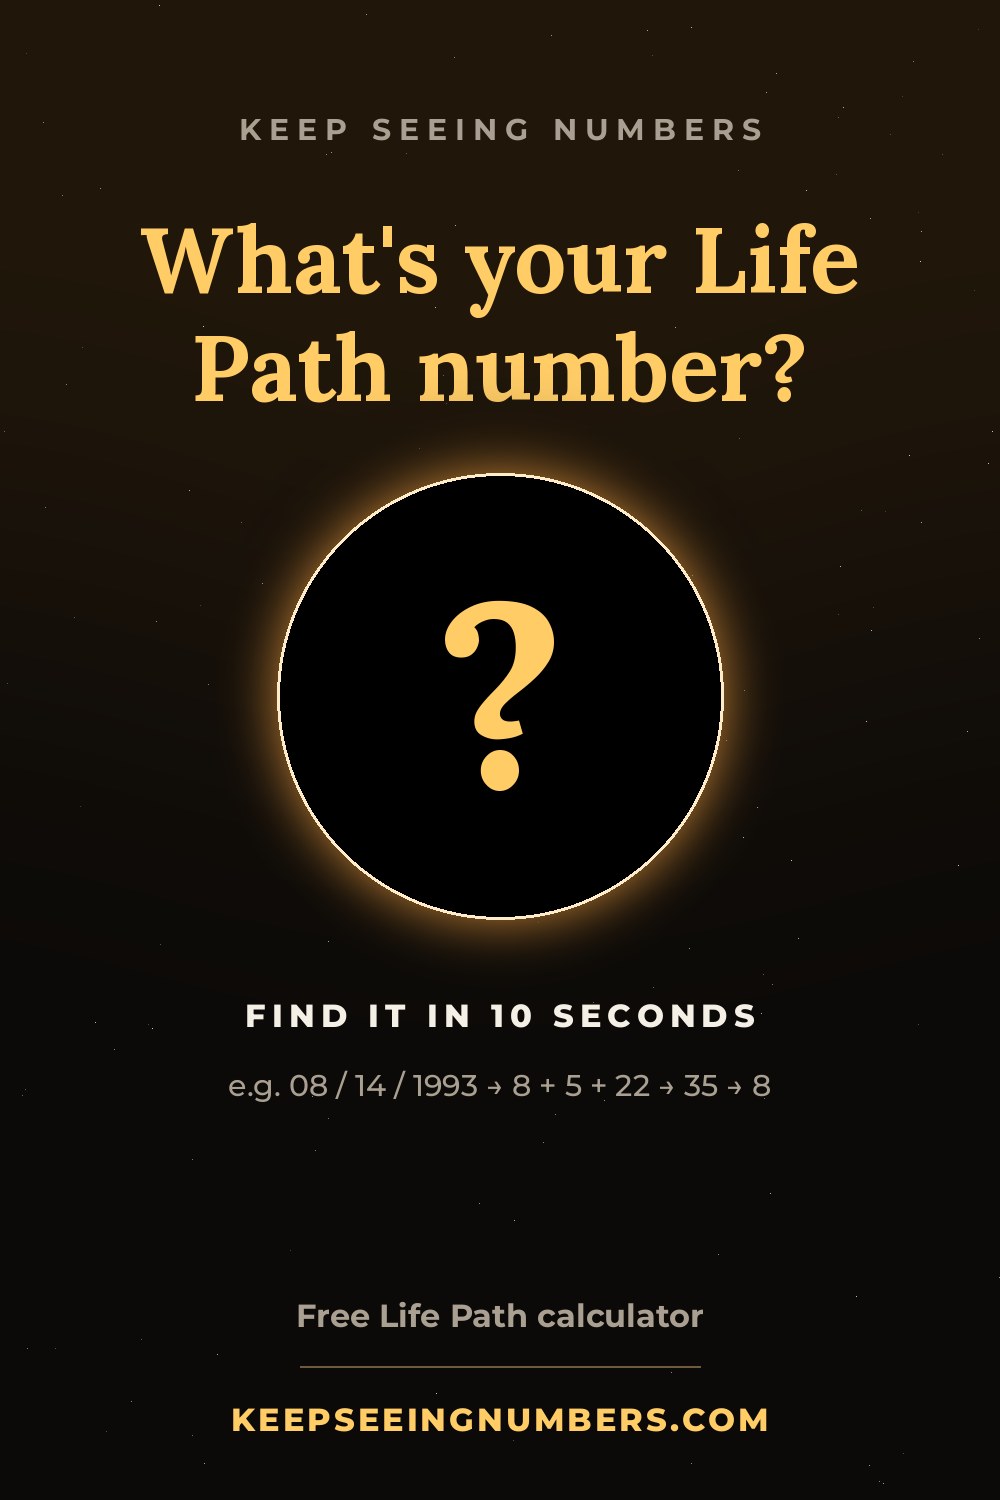 KEEP SEEING NUMBERS
What's your Life
Path number?
?
FIND IT IN 10 SECONDS
e.g. 08 / 14 / 1993 → 8 + 5 + 22 → 35 → 8
Free Life Path calculator
KEEPSEEINGNUMBERS.COM